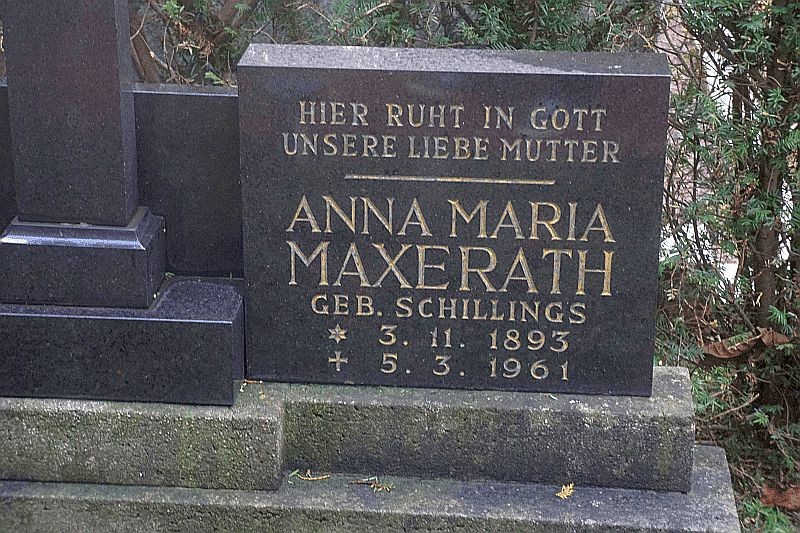 HIER RUHT IN GOTT
UNSERE LIEBE MUTTER
ANNA MARIA
MAXERATH
GEB. SCHILLINGS
* 3. 11. 1893
+ 5. 3. 1961